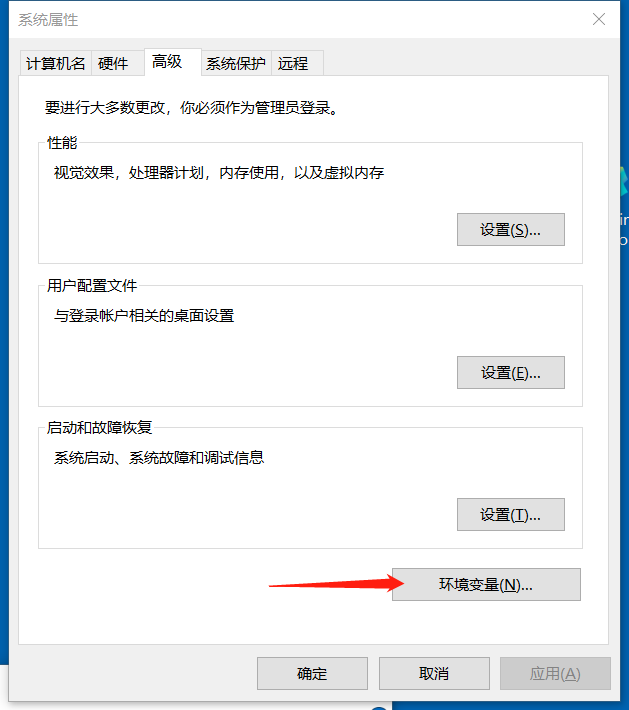 系统属性
计算机名 硬件 高级 系统保护 远程
要进行大多数更改，你必须作为管理员登录。
性能
视觉效果，处理器计划，内存使用，以及虚拟内存
设置(S)...
用户配置文件
与登录帐户相关的桌面设置
设置(E)...
启动和故障恢复
系统启动、系统故障和调试信息
设置(T)...
环境变量(N)...
确定 取消 应用(A)